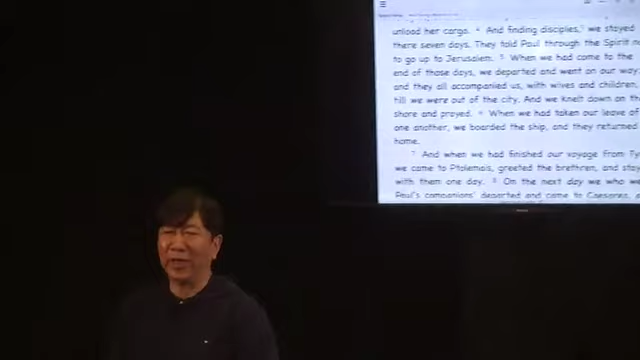 unload her cargo. 4 And finding disciples, we stayed
there seven days. They told Paul through the Spirit
to go up to Jerusalem. 5 When we had come to the
end of those days, we departed and went on our way;
and they all accompanied us, with wives and children,
till we were out of the city. And we knelt down on
shore and prayed. 6 When we had taken our leave of
one another, we boarded the ship, and they returned
home.
7 And when we had finished our voyage from
we came to Ptolemais, greeted the brethren, and
with them one day. 8 On the next day we who
Paul's companions departed and came to Caesarea,